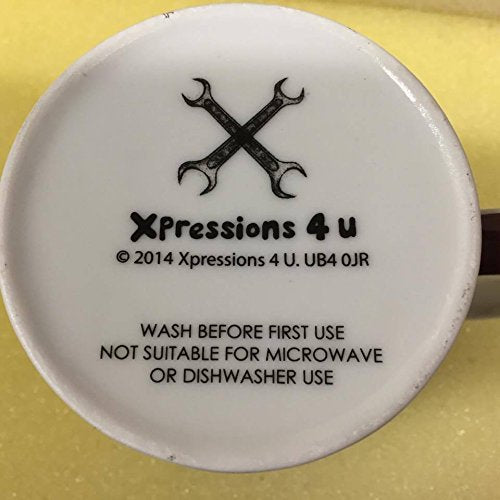 Xpressions 4 u
© 2014 Xpressions 4 U. UB4 0JR
WASH BEFORE FIRST USE
NOT SUITABLE FOR MICROWAVE
OR DISHWASHER USE